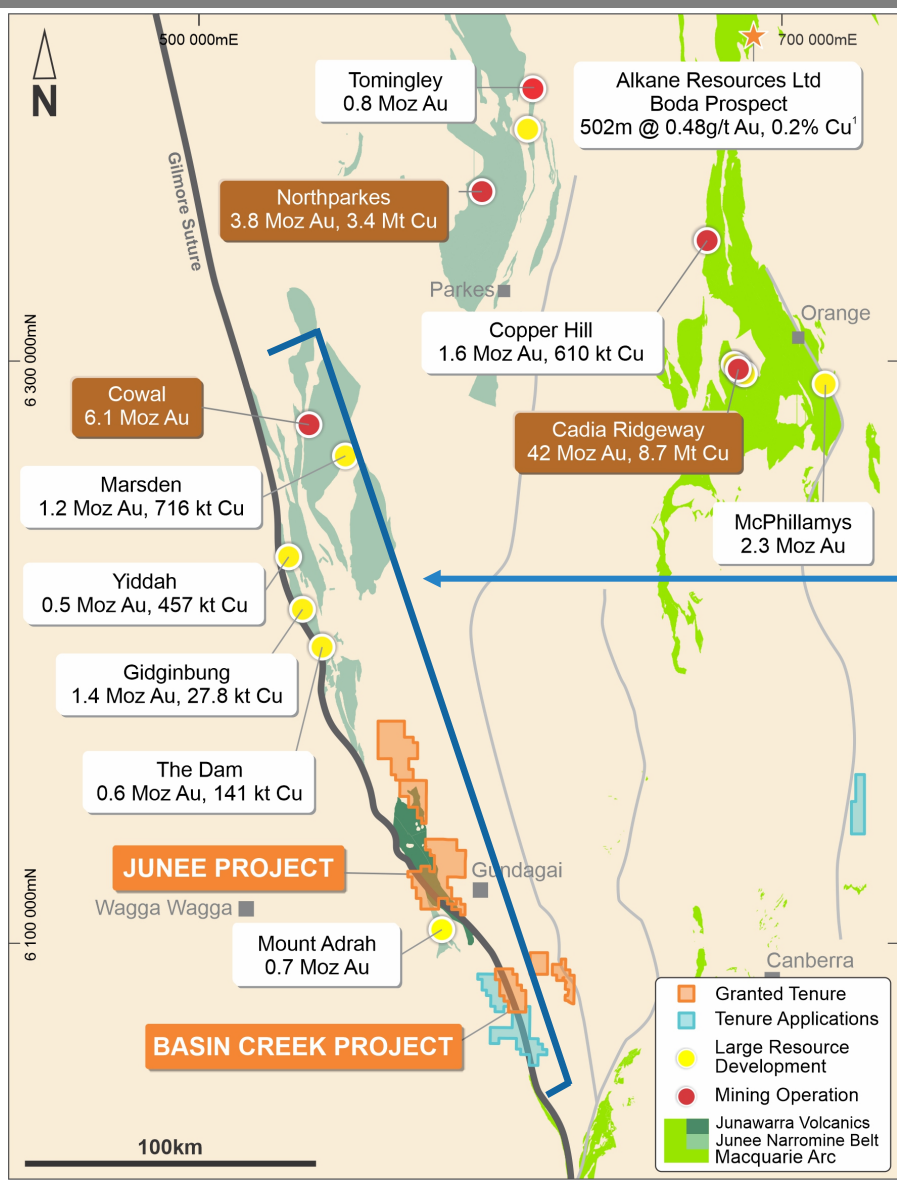 500 000mE
700 000mE
N
Gilmore Suture
Tomingley
0.8 Moz Au
Alkane Resources Ltd
Boda Prospect
502m @ 0.48g/t Au, 0.2% Cu¹
Northparkes
3.8 Moz Au, 3.4 Mt Cu
Parkes
Orange
Copper Hill
1.6 Moz Au, 610 kt Cu
6 300 000mN
Cowal
6.1 Moz Au
Cadia Ridgeway
42 Moz Au, 8.7 Mt Cu
Marsden
1.2 Moz Au, 716 kt Cu
McPhillamys
2.3 Moz Au
Yiddah
0.5 Moz Au, 457 kt Cu
Gidginbung
1.4 Moz Au, 27.8 kt Cu
The Dam
0.6 Moz Au, 141 kt Cu
JUNEE PROJECT
Gundagai
Wagga Wagga
6 100 000mN
Mount Adrah
0.7 Moz Au
Canberra
BASIN CREEK PROJECT
Granted Tenure
Tenure Applications
Large Resource
Development
Mining Operation
Junawarra Volcanics
Junee Narromine Belt
Macquarie Arc
100km